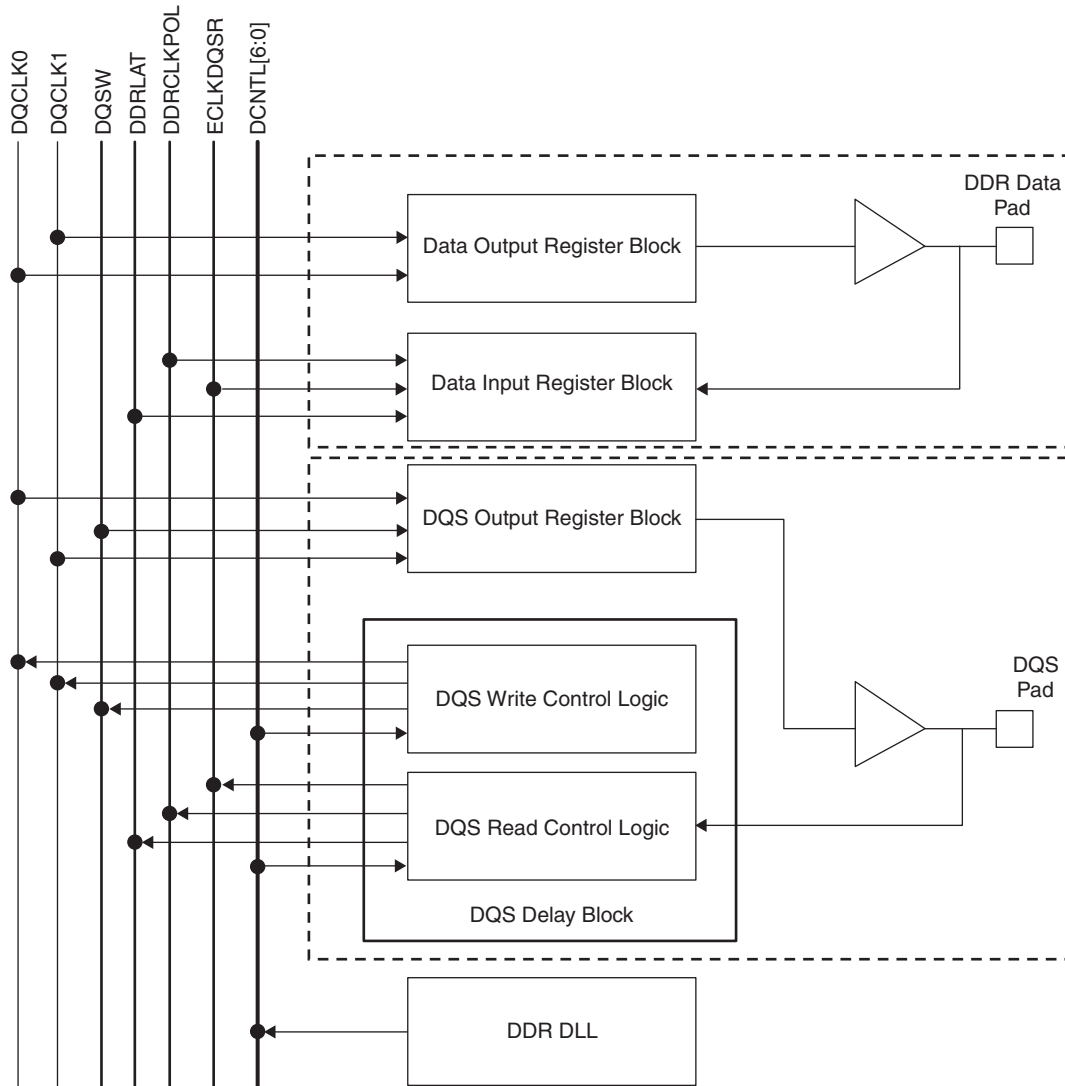 DQCLK0
DQCLK1
DQSW
DDRLAT
DDRCLKPOL
ECLKDQSR
DCNTL[6:0]
DDR Data
Pad
Data Output Register Block
Data Input Register Block
DQS Output Register Block
DQS Write Control Logic
DQS
Pad
DQS Read Control Logic
DQS Delay Block
DDR DLL